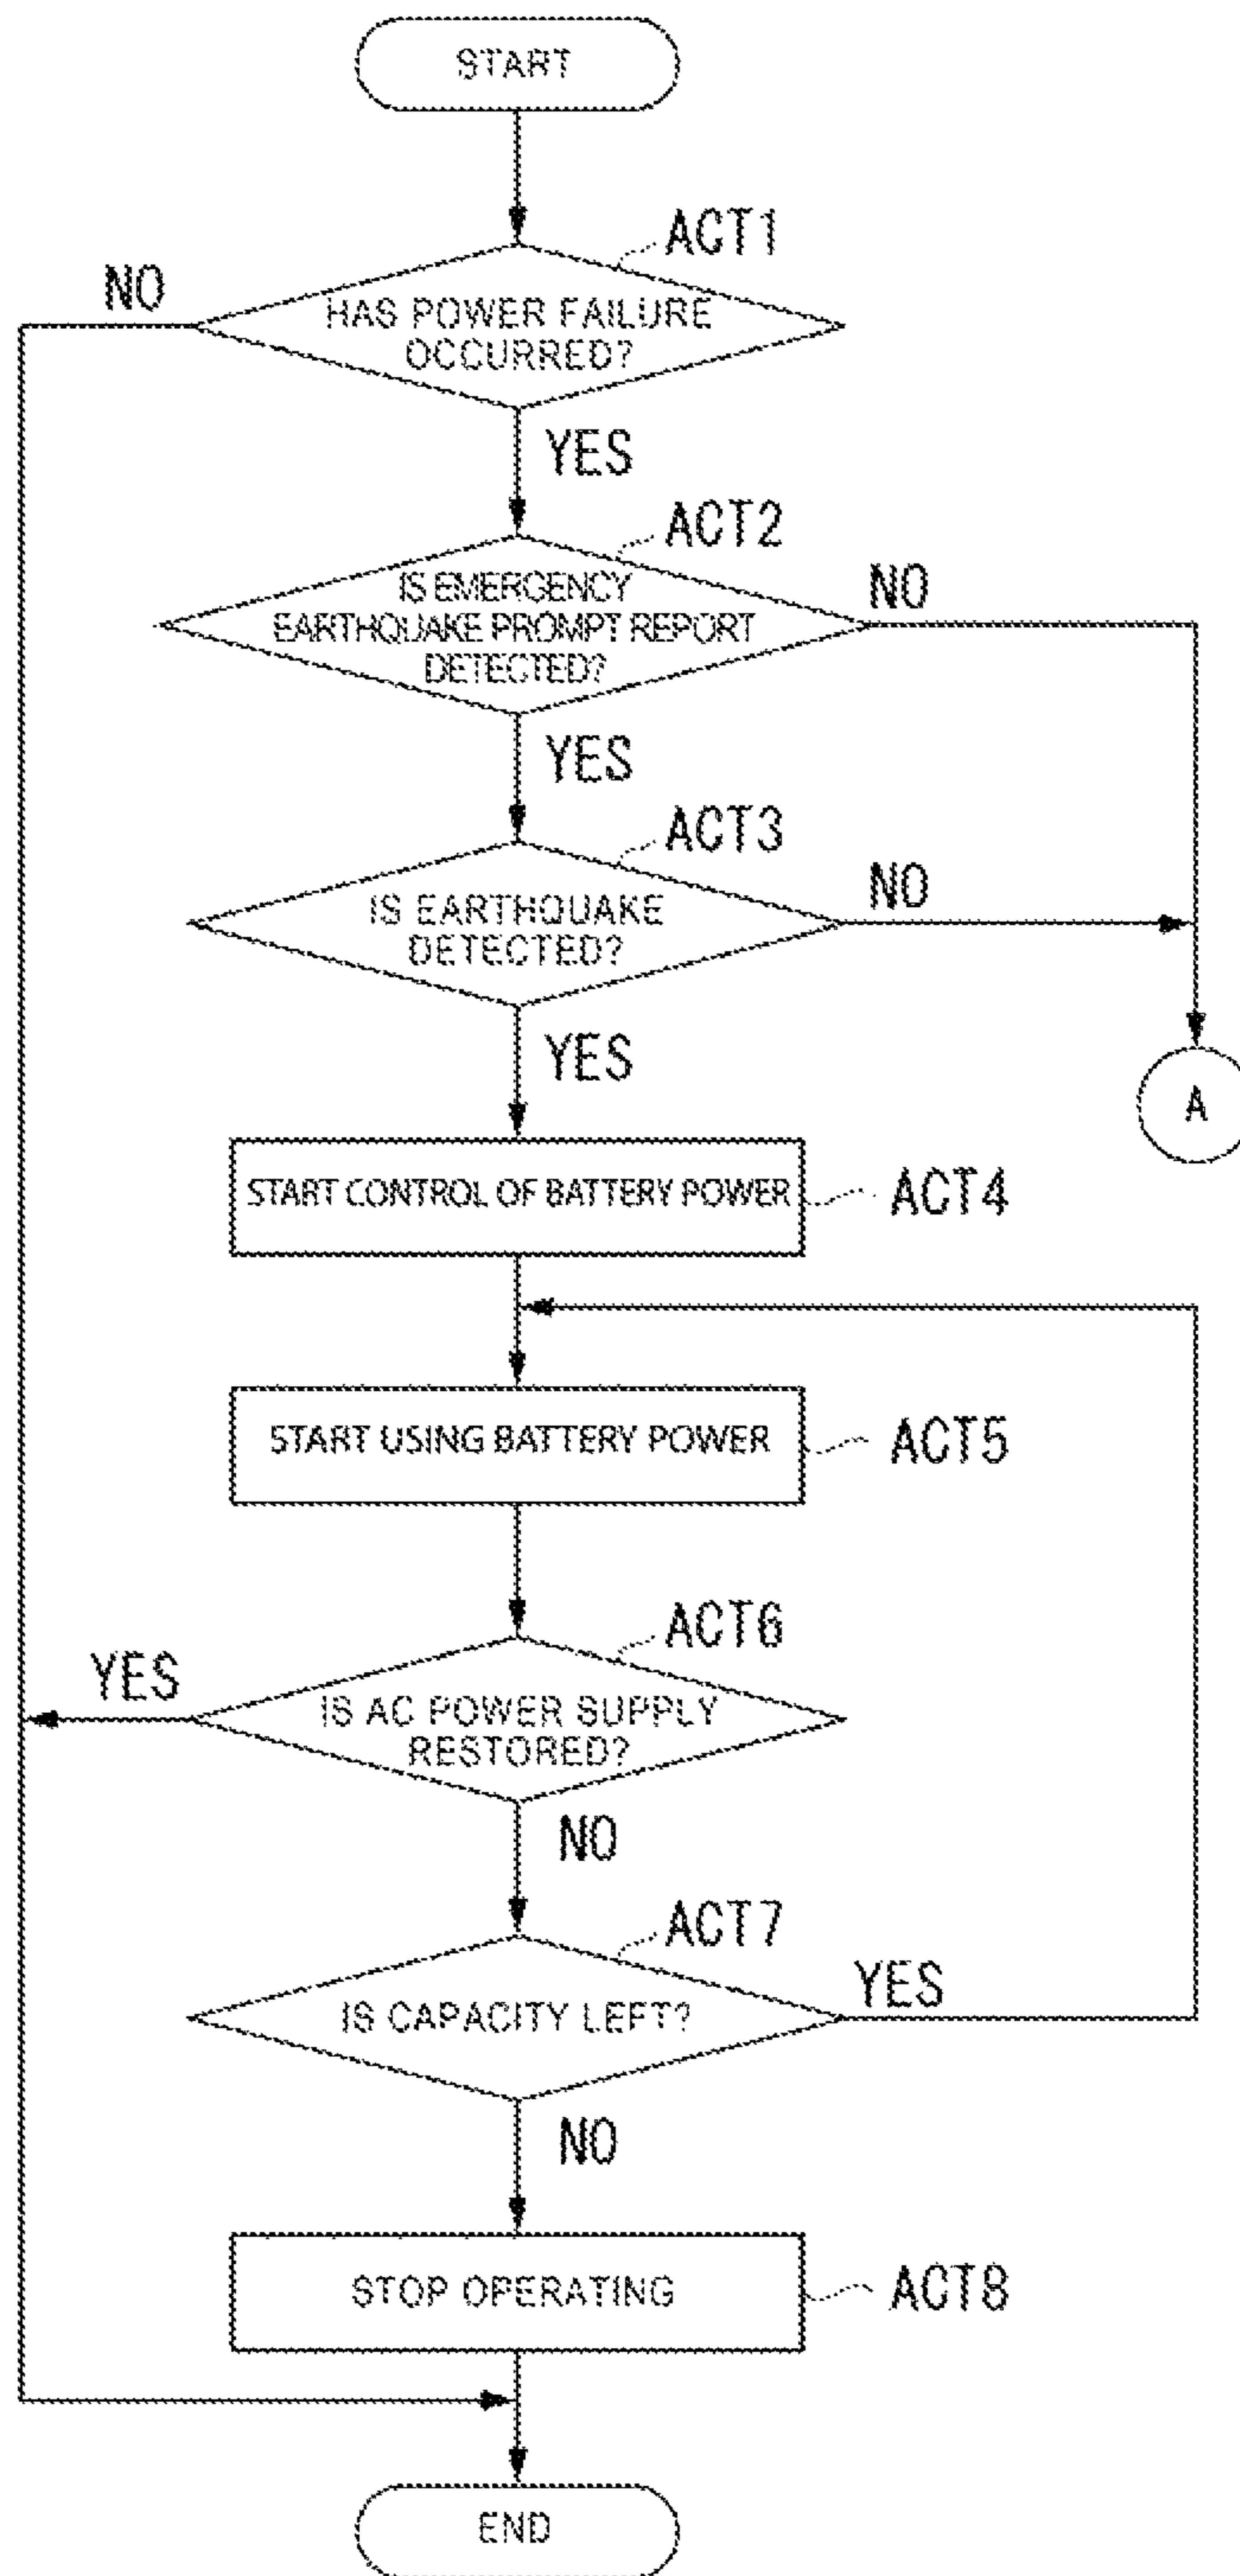 START
ACT1
NO
HAS POWER FAILURE
OCCURRED?
YES
ACT2
IS EMERGENCY
EARTHQUAKE PROMPT REPORT
DETECTED?
NO
YES
ACT3
IS EARTHQUAKE
DETECTED?
NO
YES
A
START CONTROL OF BATTERY POWER
ACT4
START USING BATTERY POWER
ACT5
ACT6
YES
IS AC POWER SUPPLY
RESTORED?
NO
ACT7
IS CAPACITY LEFT?
YES
NO
STOP OPERATING
ACT8
END